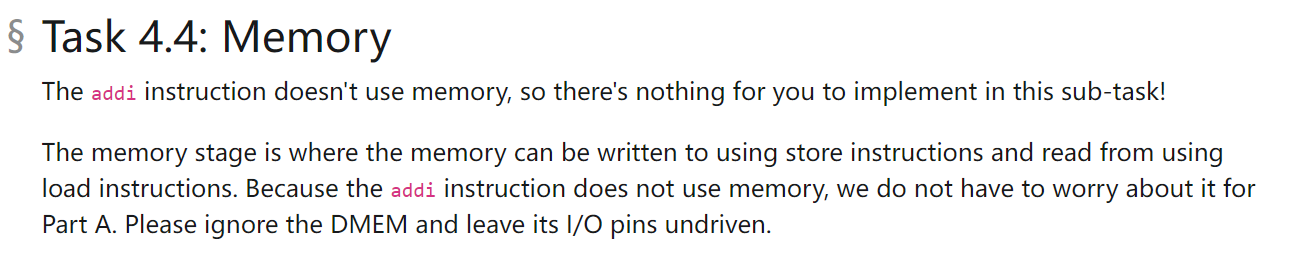 § Task 4.4: Memory
The addi instruction doesn't use memory, so there's nothing for you to implement in this sub-task!
The memory stage is where the memory can be written to using store instructions and read from using
load instructions. Because the addi instruction does not use memory, we do not have to worry about it for
Part A. Please ignore the DMEM and leave its I/O pins undriven.